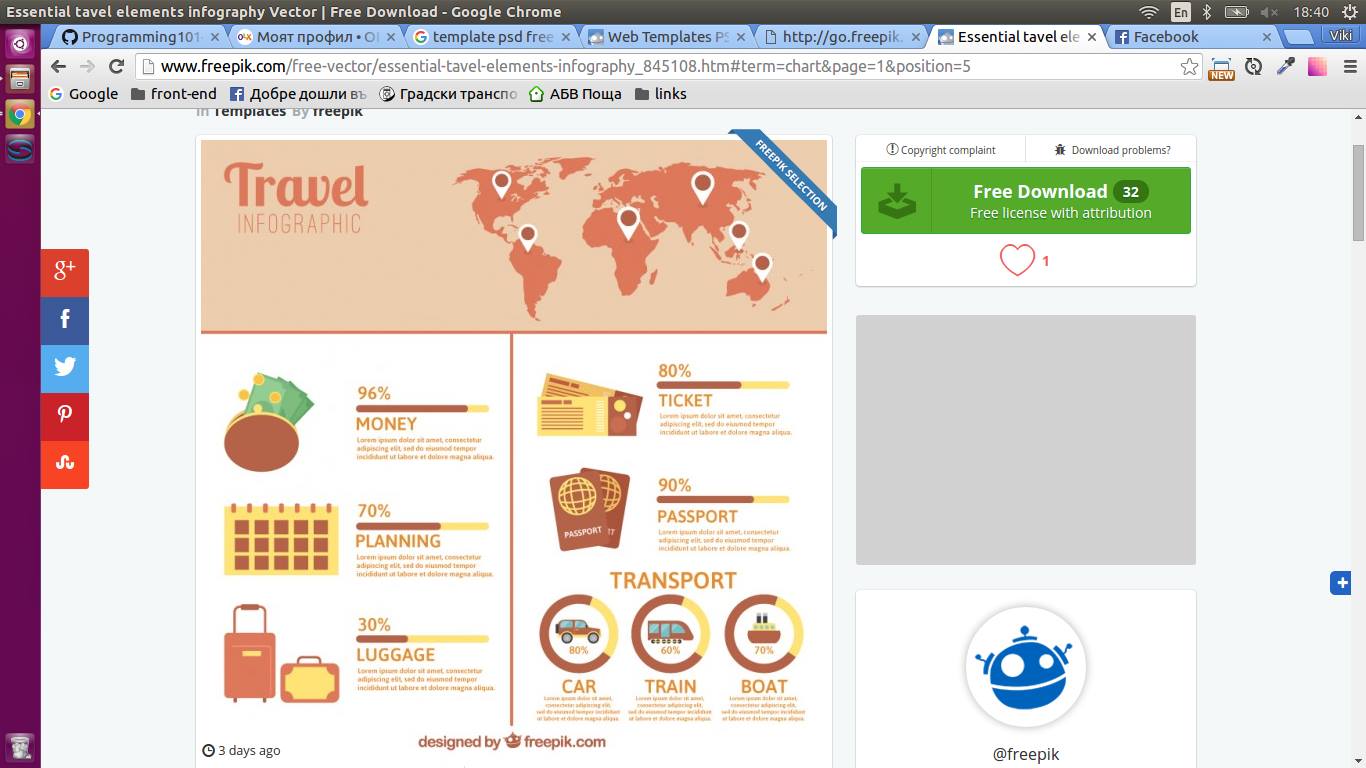 Essential tavel elements infography Vector | Free Download - Google Chrome
En
18:40
Programming101-
Моят профил • OL
template psd free
Web Templates PS
http://go.freepik.
Essential tavel ele
Facebook
Viki
www.freepik.com/free-vector/essential-tavel-elements-infography_845108.htm#term=chart&page=1&position=5
NEW
Google
front-end
Добре дошли въ
Градски транспо
АБВ Поща
links
in Templates By freepik
g+
Travel
INFOGRAPHIC
FREEPIK SELECTION
96%
MONEY
Lorem ipsum dolor sit amet, consectetur
adipiscing elit, sed do eiusmod tempor
incididunt ut labore et dolore magna aliqua.
70%
PLANNING
Lorem ipsum dolor sit amet, consectetur
adipiscing elit, sed do eiusmod tempor
incididunt ut labore et dolore magna aliqua.
30%
LUGGAGE
Lorem ipsum dolor sit amet, consectetur
adipiscing elit, sed do eiusmod tempor
incididunt ut labore et dolore magna aliqua.
80%
TICKET
Lorem ipsum dolor sit amet, consectetur
adipiscing elit, sed do eiusmod tempor
incididunt ut labore et dolore magna aliqua.
PASSPORT
90%
PASSPORT
Lorem ipsum dolor sit amet, consectetur
adipiscing elit, sed do eiusmod tempor
incididunt ut labore et dolore magna aliqua.
TRANSPORT
80%
60%
70%
CAR
TRAIN
BOAT
Lorem ipsum dolor sit amet,
consectetur adipiscing elit,
sed do eiusmod tempor incididunt
ut labore et dolore magna aliqua.
Lorem ipsum dolor sit amet,
consectetur adipiscing elit,
sed do eiusmod tempor incididunt
ut labore et dolore magna aliqua.
Lorem ipsum dolor sit amet,
consectetur adipiscing elit,
sed do eiusmod tempor incididunt
ut labore et dolore magna aliqua.
designed by freepik.com
3 days ago
Copyright complaint
Download problems?
Free Download 32
Free license with attribution
1
@freepik